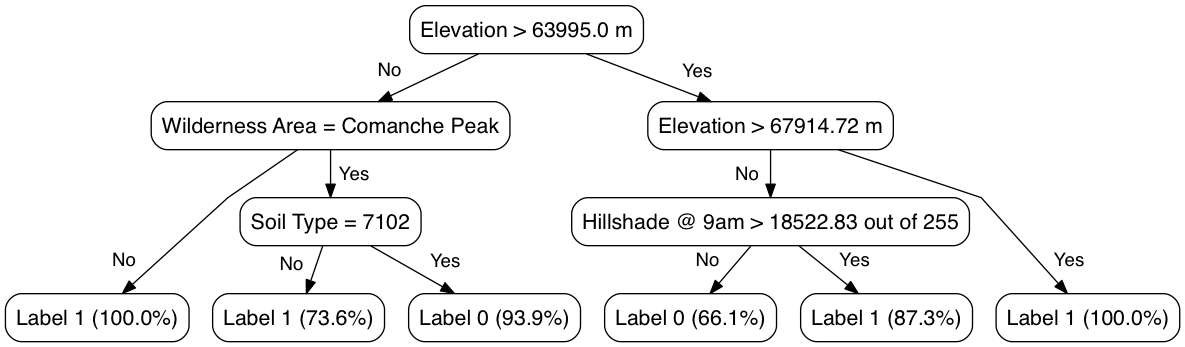 Elevation > 63995.0 m
No
Yes
Wilderness Area = Comanche Peak
Elevation > 67914.72 m
Yes
No
Soil Type = 7102
Hillshade @ 9am > 18522.83 out of 255
No
No
Yes
No
Yes
Yes
Label 1 (100.0%)
Label 1 (73.6%)
Label 0 (93.9%)
Label 0 (66.1%)
Label 1 (87.3%)
Label 1 (100.0%)